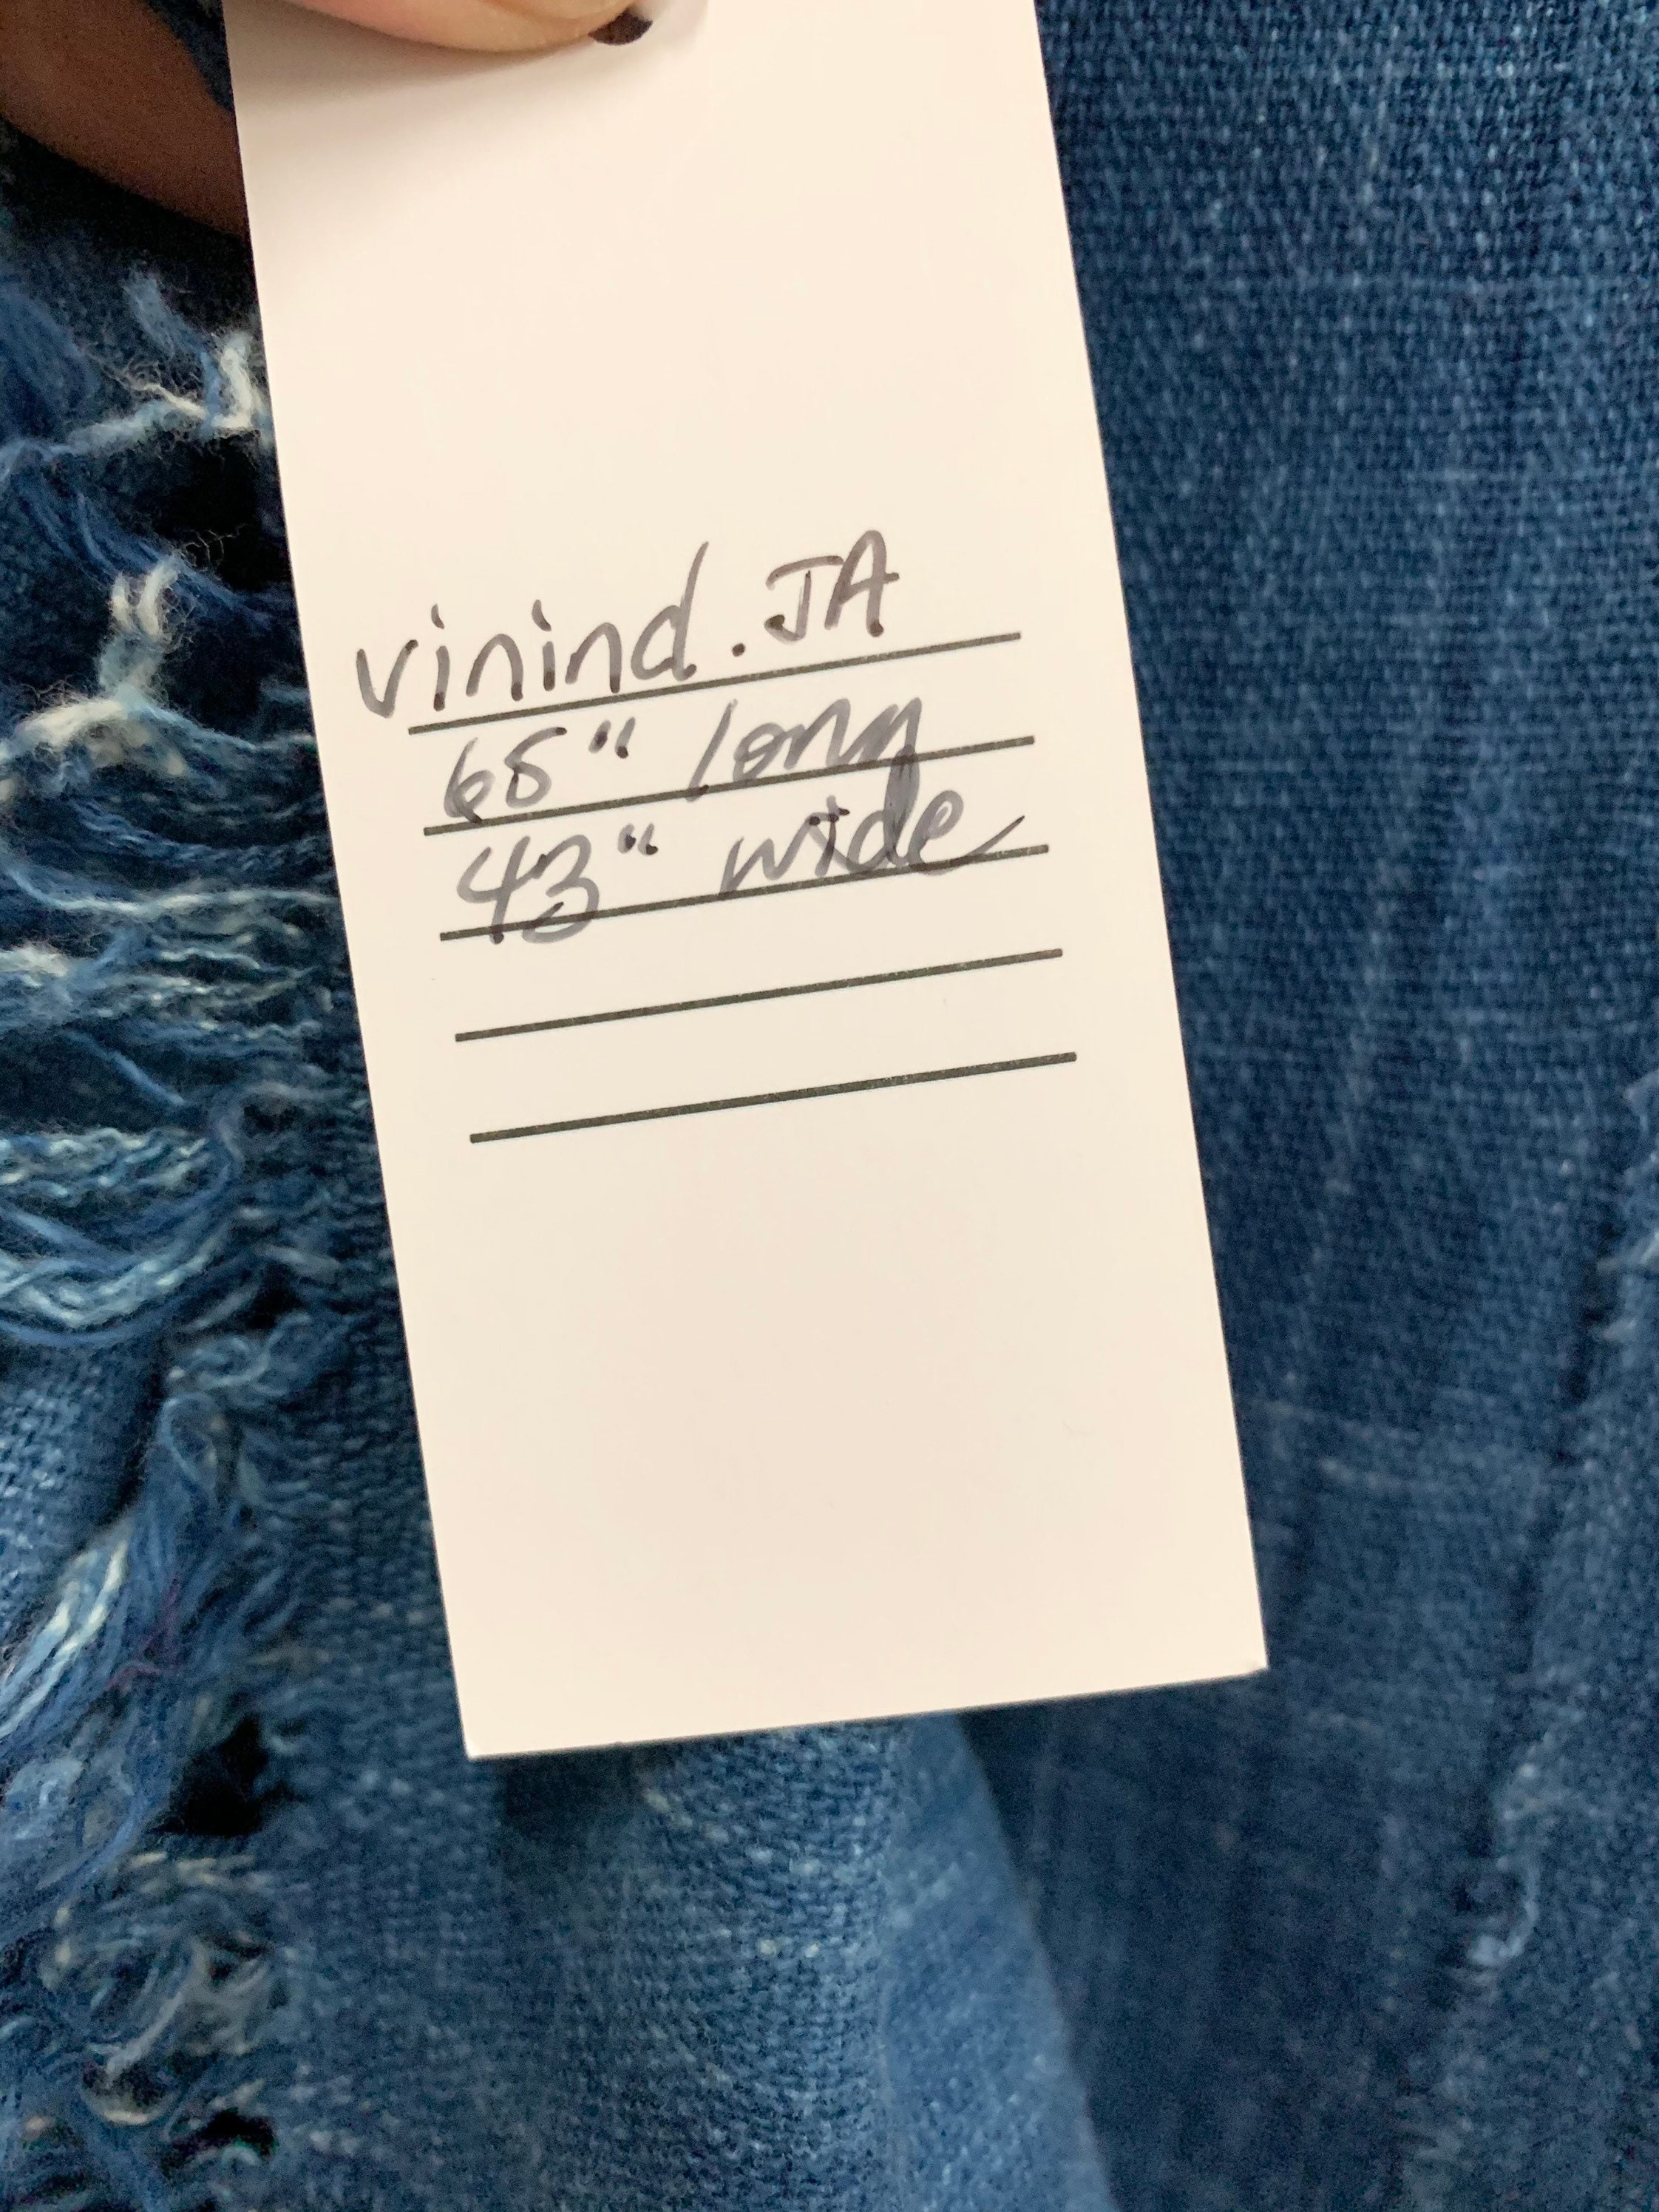 vinind. JA
65" long
43" wide